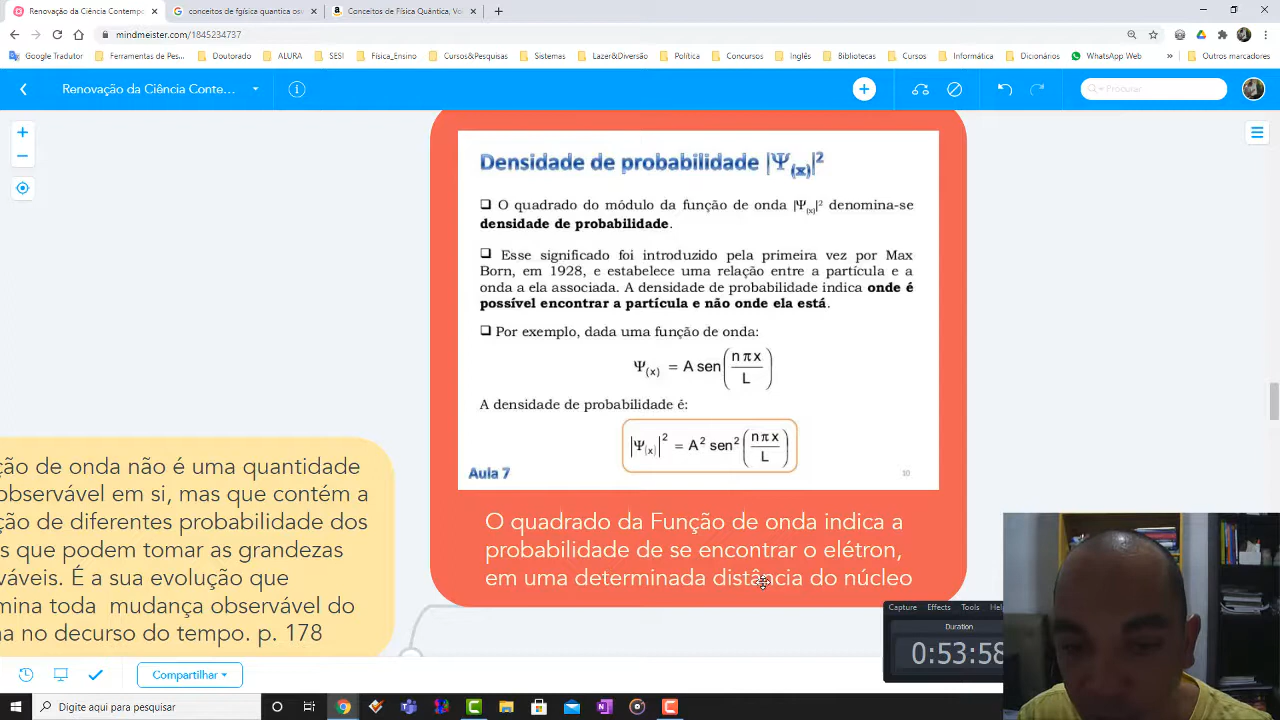 Renovação da Ciência Conte
conceitos de fgísica quantica osv
Conceitos de Física Quântica, V
mindmeister.com/1845234737
Google Tradutor Ferramentas de Pes... Doutorado ALURA SESI Física_Ensino Cursos&Pesquisas Sistemas Lazer&Diversão Política Concursos Inglês Bibliotecas Cursos Informática Dicionários WhatsApp Web » Outros marcadores
Renovação da Ciência Conte...
Procurar
Densidade de probabilidade |Ψ(x)|²
O quadrado do módulo da função de onda |Ψ(x)|² denomina-se
densidade de probabilidade.
Esse significado foi introduzido pela primeira vez por Max
Born, em 1928, e estabelece uma relação entre a partícula e a
onda a ela associada. A densidade de probabilidade indica onde é
possível encontrar a partícula e não onde ela está.
Por exemplo, dada uma função de onda:
Ψ(x) = A sen(nπx/L)
A densidade de probabilidade é:
|Ψ(x)|² = A² sen²(nπx/L)
Aula 7
10
O quadrado da Função de onda indica a
probabilidade de se encontrar o elétron,
em uma determinada distância do núcleo
ção de onda não é uma quantidade
observável em si, mas que contém a
ção de diferentes probabilidade dos
s que podem tomar as grandezas
váveis. É a sua evolução que
mina toda mudança observável do
na no decurso do tempo. p. 178
Capture Effects Tools Hel
Duration
0:53:58
Compartilhar
Digite aqui para pesquisar